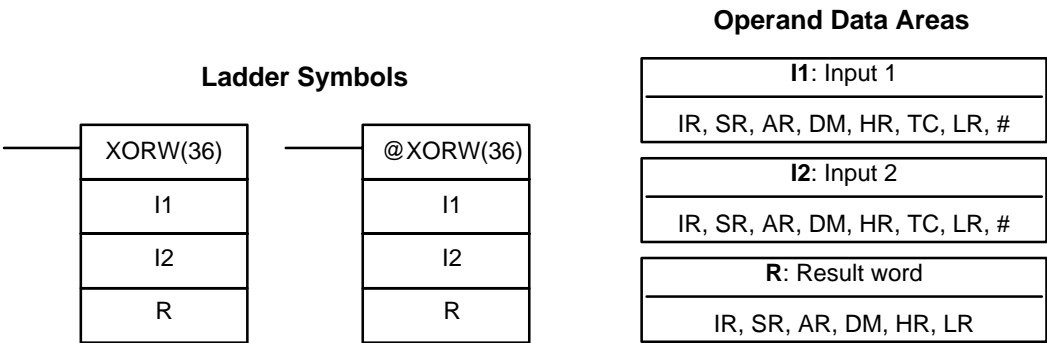 Ladder Symbols
XORW(36)
I1
I2
R
@XORW(36)
I1
I2
R
Operand Data Areas
I1: Input 1
IR, SR, AR, DM, HR, TC, LR, #
I2: Input 2
IR, SR, AR, DM, HR, TC, LR, #
R: Result word
IR, SR, AR, DM, HR, LR